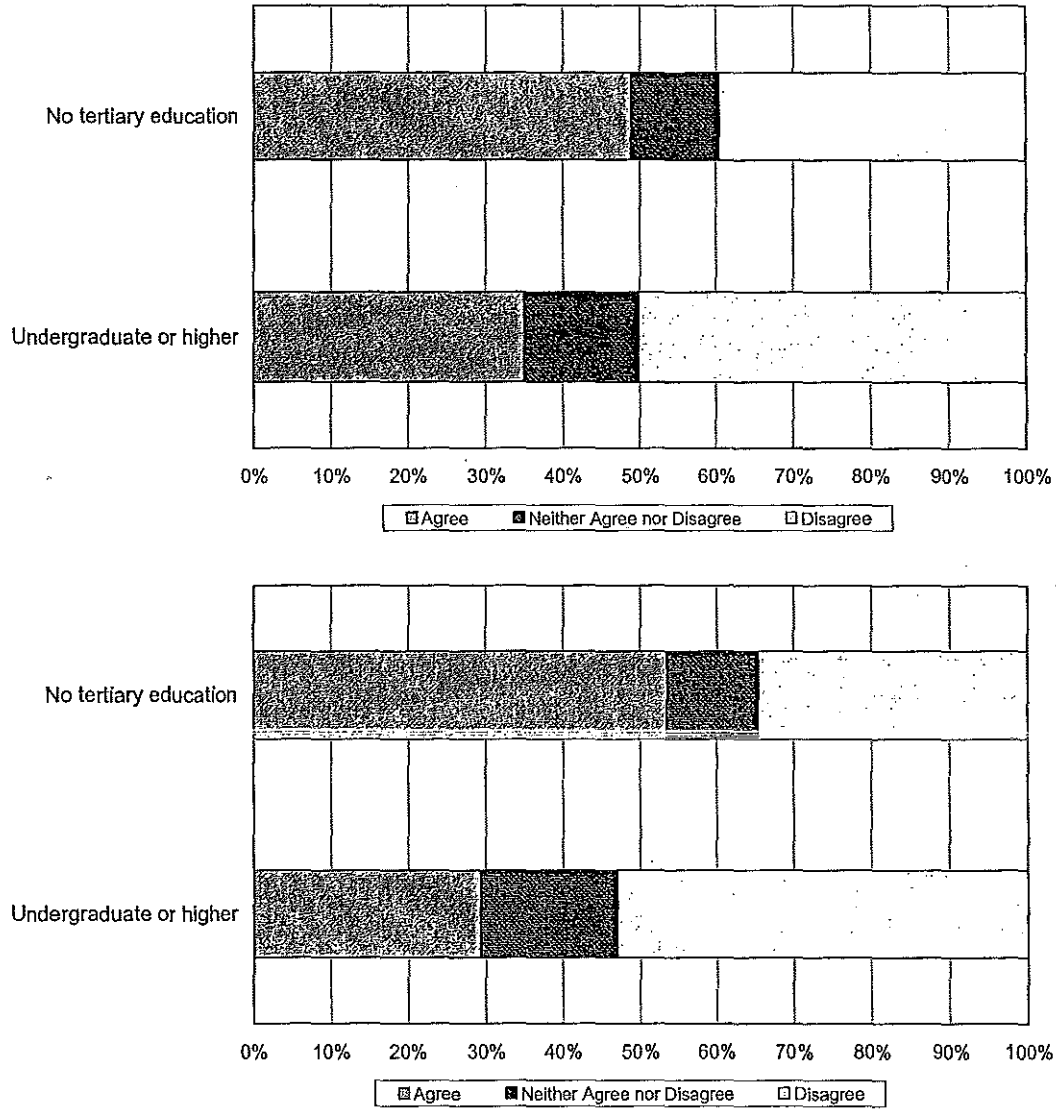 No tertiary education
Undergraduate or higher
0% 10% 20% 30% 40% 50% 60% 70% 80% 90% 100%
Agree Neither Agree nor Disagree Disagree
No tertiary education
Undergraduate or higher
0% 10% 20% 30% 40% 50% 60% 70% 80% 90% 100%
Agree Neither Agree nor Disagree Disagree